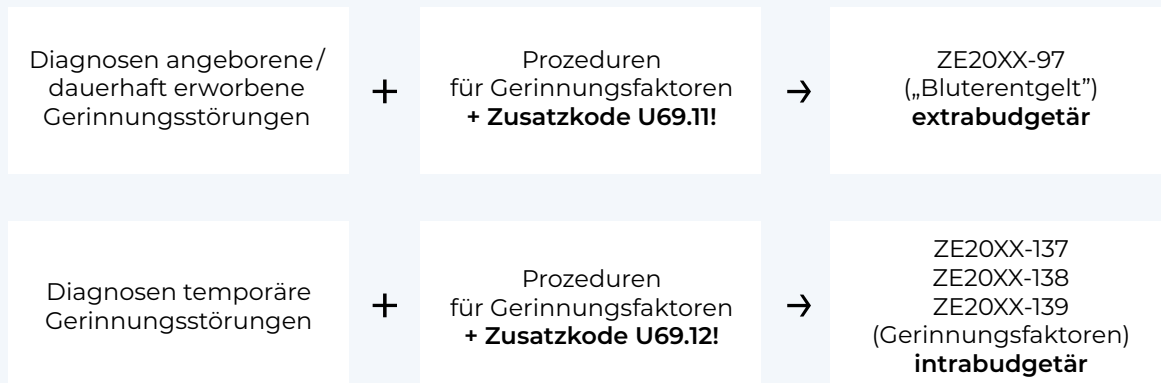 Diagnosen angeborene/
dauerhaft erworbene
Gerinnungsstörungen
+
Prozeduren
für Gerinnungsfaktoren
+ Zusatzkode U69.11!
→
ZE20XX-97
(„Bluterentgelt”)
extrabudgetär
Diagnosen temporäre
Gerinnungsstörungen
+
Prozeduren
für Gerinnungsfaktoren
+ Zusatzkode U69.12!
→
ZE20XX-137
ZE20XX-138
ZE20XX-139
(Gerinnungsfaktoren)
intrabudgetär